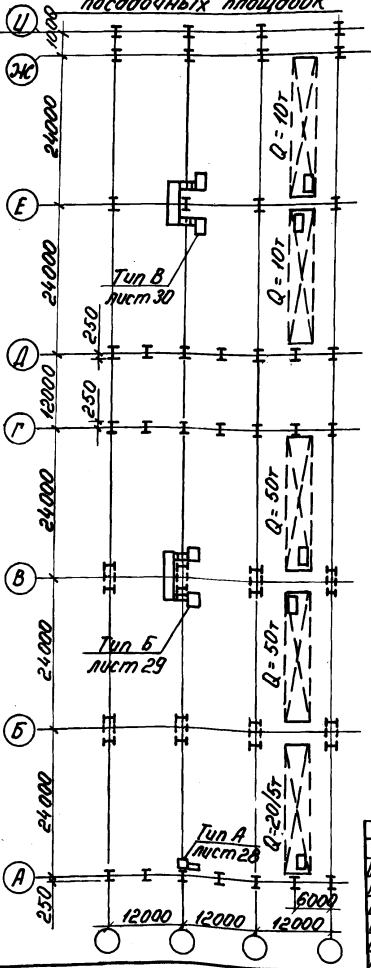 посадочных площадок
И
1000
Ж
24000
Q = 10т
Е
Тип В
лист 30
24000
Q = 10т
250
Д
12000
250
Г
24000
Q = 50т
В
Тип Б
лист 29
24000
Q = 50т
Б
24000
Q=20/5т
Тип А
лист 28
А
250
6000
12000 12000 12000